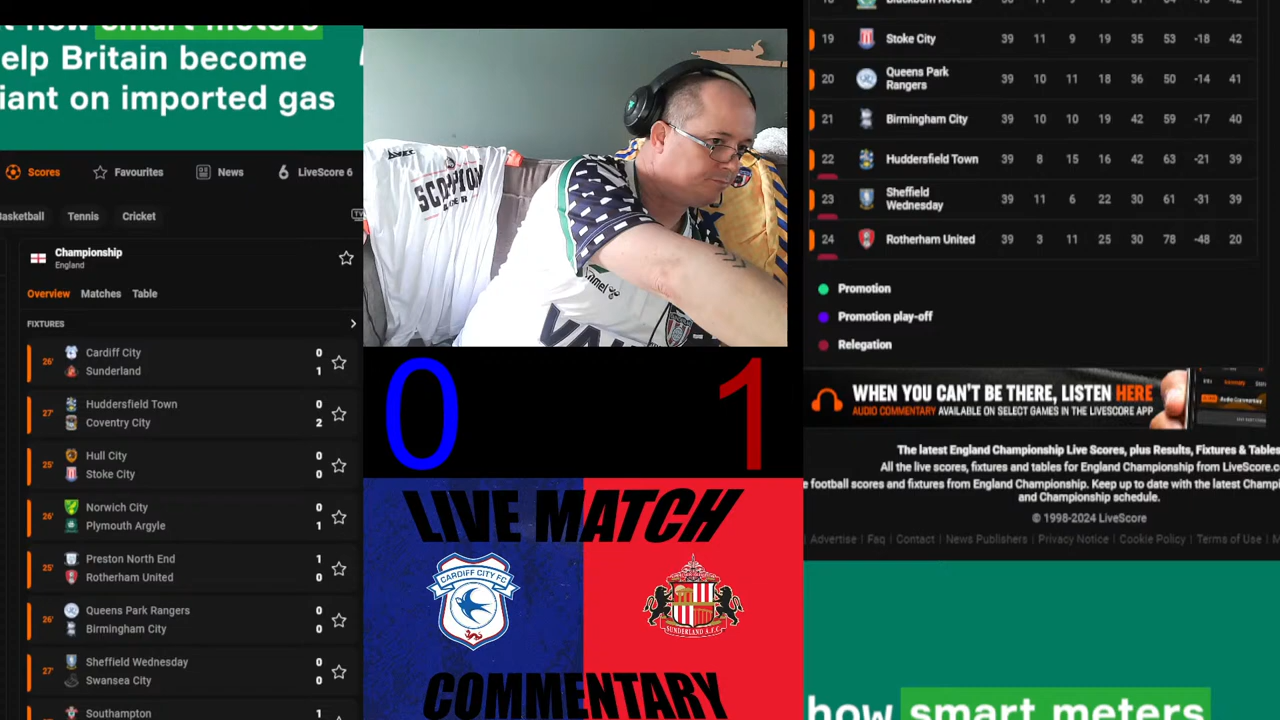 smart meters
elp Britain become
iant on imported gas
Scores
Favourites
News
6 LiveScore 6
asketball
Tennis
Cricket
Championship
England
Overview
Matches
Table
FIXTURES
26' Cardiff City 0
Sunderland 1
27' Huddersfield Town 0
Coventry City 2
25' Hull City 0
Stoke City 0
26' Norwich City 0
Plymouth Argyle 1
25' Preston North End 1
Rotherham United 0
26' Queens Park Rangers 0
Birmingham City 0
27' Sheffield Wednesday 0
Swansea City 0
Southampton 1
hummel
0 1
LIVE MATCH
CARDIFF CITY FC
SUNDERLAND A.F.C
COMMENTARY
19 Stoke City 39 11 9 19 35 53 -18 42
20 Queens Park Rangers 39 10 11 18 36 50 -14 41
21 Birmingham City 39 10 10 19 42 59 -17 40
22 Huddersfield Town 39 8 15 16 42 63 -21 39
23 Sheffield Wednesday 39 11 6 22 30 61 -31 39
24 Rotherham United 39 3 11 25 30 78 -48 20
Promotion
Promotion play-off
Relegation
WHEN YOU CAN'T BE THERE, LISTEN HERE
AUDIO COMMENTARY AVAILABLE ON SELECT GAMES IN THE LIVESCORE APP
The latest England Championship Live Scores, plus Results, Fixtures & Tables
All the live scores, fixtures and tables for England Championship from LiveScore.c
e football scores and fixtures from England Championship. Keep up to date with the latest Champi
and Championship schedule.
© 1998-2024 LiveScore
Advertise
Faq
Contact
News Publishers
Privacy Notice
Cookie Policy
Terms of Use
how smart meters